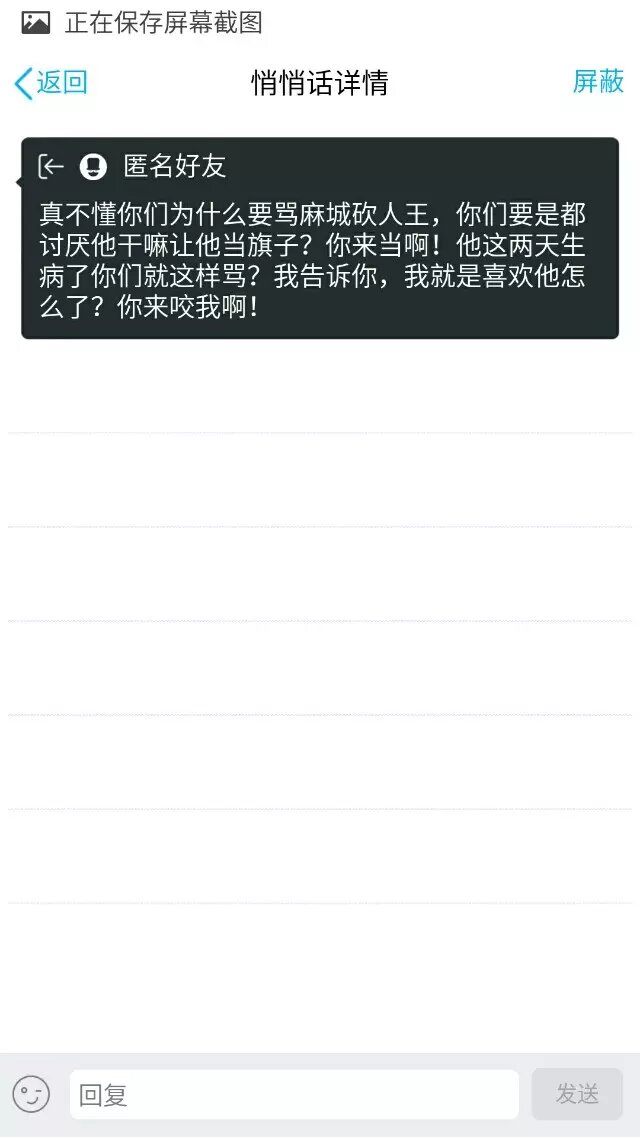 正在保存屏幕截图
返回 悄悄话详情 屏蔽
匿名好友
真不懂你们为什么要骂麻城砍人王，你们要是都
讨厌他干嘛让他当旗子？你来当啊！他这两天生
病了你们就这样骂？我告诉你，我就是喜欢他怎
么了？你来咬我啊！
回复 发送